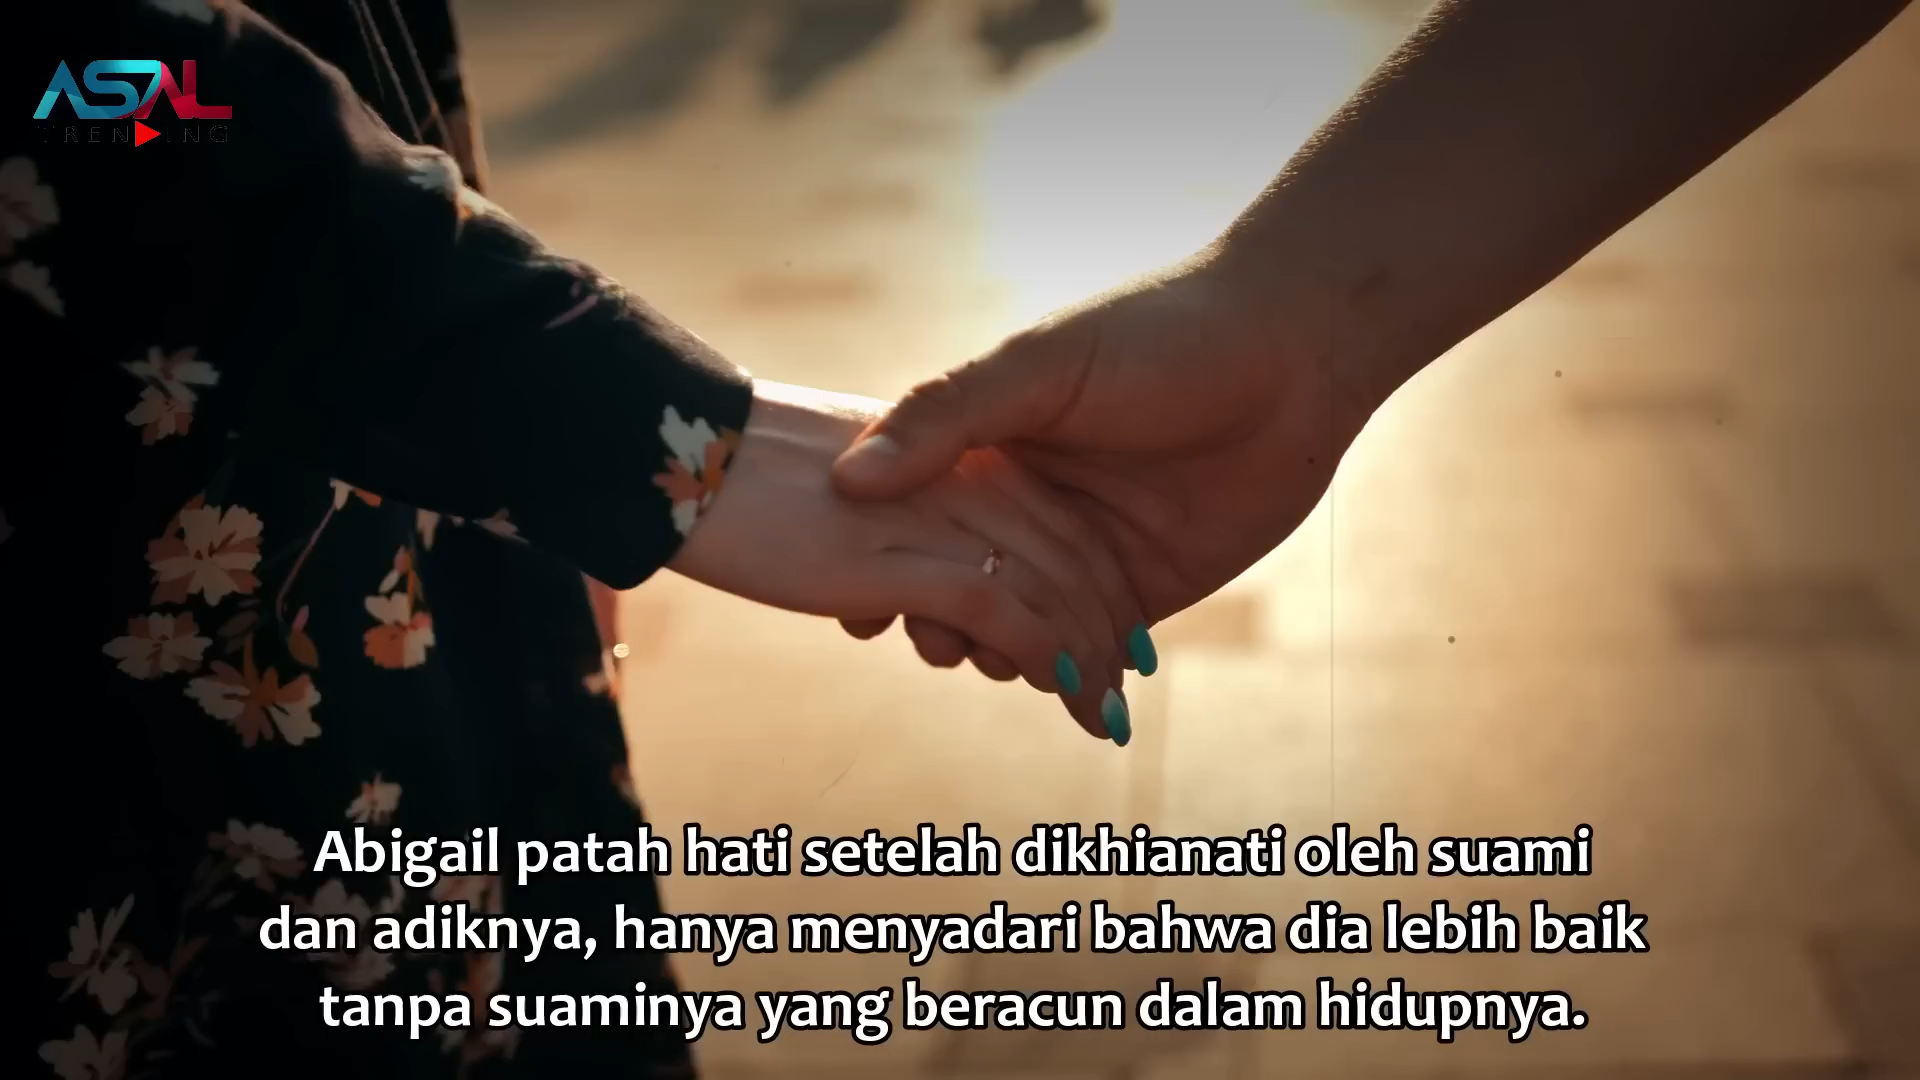 ASAL
TRENDING
Abigail patah hati setelah dikhianati oleh suami
dan adiknya, hanya menyadari bahwa dia lebih baik
tanpa suaminya yang beracun dalam hidupnya.